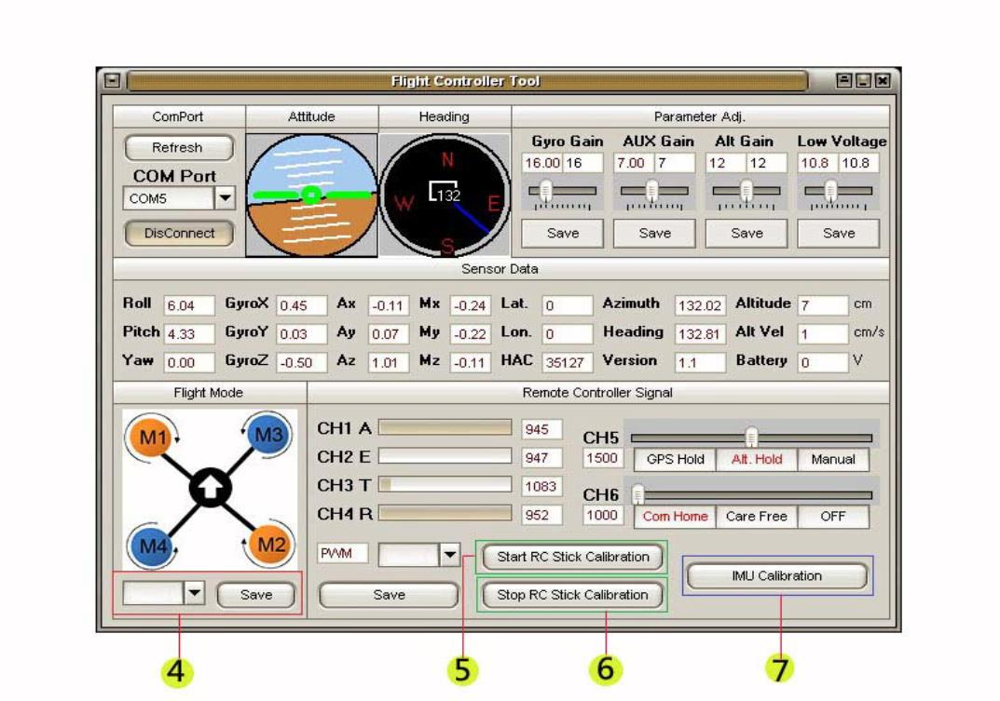 Flight Controller Tool
ComPort Attitude Heading Parameter Adj.
Refresh
COM Port
COM5
DisConnect
N
W 132 E
S
Gyro Gain AUX Gain Alt Gain Low Voltage
16.00 16 7.00 7 12 12 10.8 10.8
Save Save Save Save
Sensor Data
Roll 6.04 GyroX 0.45 Ax -0.11 Mx -0.24 Lat. 0 Azimuth 132.02 Altitude 7 cm
Pitch 4.33 GyroY 0.03 Ay 0.07 My -0.22 Lon. 0 Heading 132.81 Alt Vel 1 cm/s
Yaw 0.00 GyroZ -0.50 Az 1.01 Mz -0.11 HAC 35127 Version 1.1 Battery 0 V
Flight Mode Remote Controller Signal
M1 M3
M4 M2
Save
CH1 A 945
CH2 E 947
CH3 T 1083
CH4 R 952
CH5
1500 GPS Hold Alt. Hold Manual
CH6
1000 Com Home Care Free OFF
PWM Start RC Stick Calibration
Save Stop RC Stick Calibration
IMU Calibration
4 5 6 7